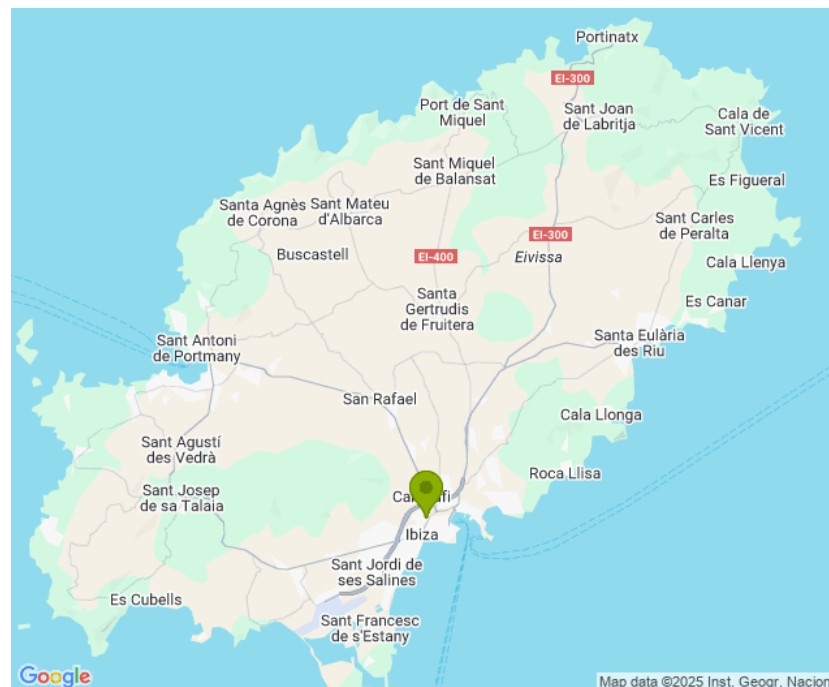 Portinatx
EI-300
Port de Sant
Miquel
Sant Joan
de Labritja
Cala de
Sant Vicent
Sant Miquel
de Balansat
Es Figueral
Santa Agnès
de Corona
Sant Mateu
d'Albarca
Sant Carles
de Peralta
EI-300
Buscastell
EI-400
Eivissa
Cala Llenya
Santa
Gertrudis
de Fruitera
Es Canar
Sant Antoni
de Portmany
Santa Eulària
des Riu
San Rafael
Cala Llonga
Sant Agustí
des Vedrà
Roca Llisa
Sant Josep
de sa Talaia
Ibiza
Sant Jordi de
ses Salines
Es Cubells
Sant Francesc
de s'Estany
Google
Map data ©2025 Inst. Geogr. Nacion